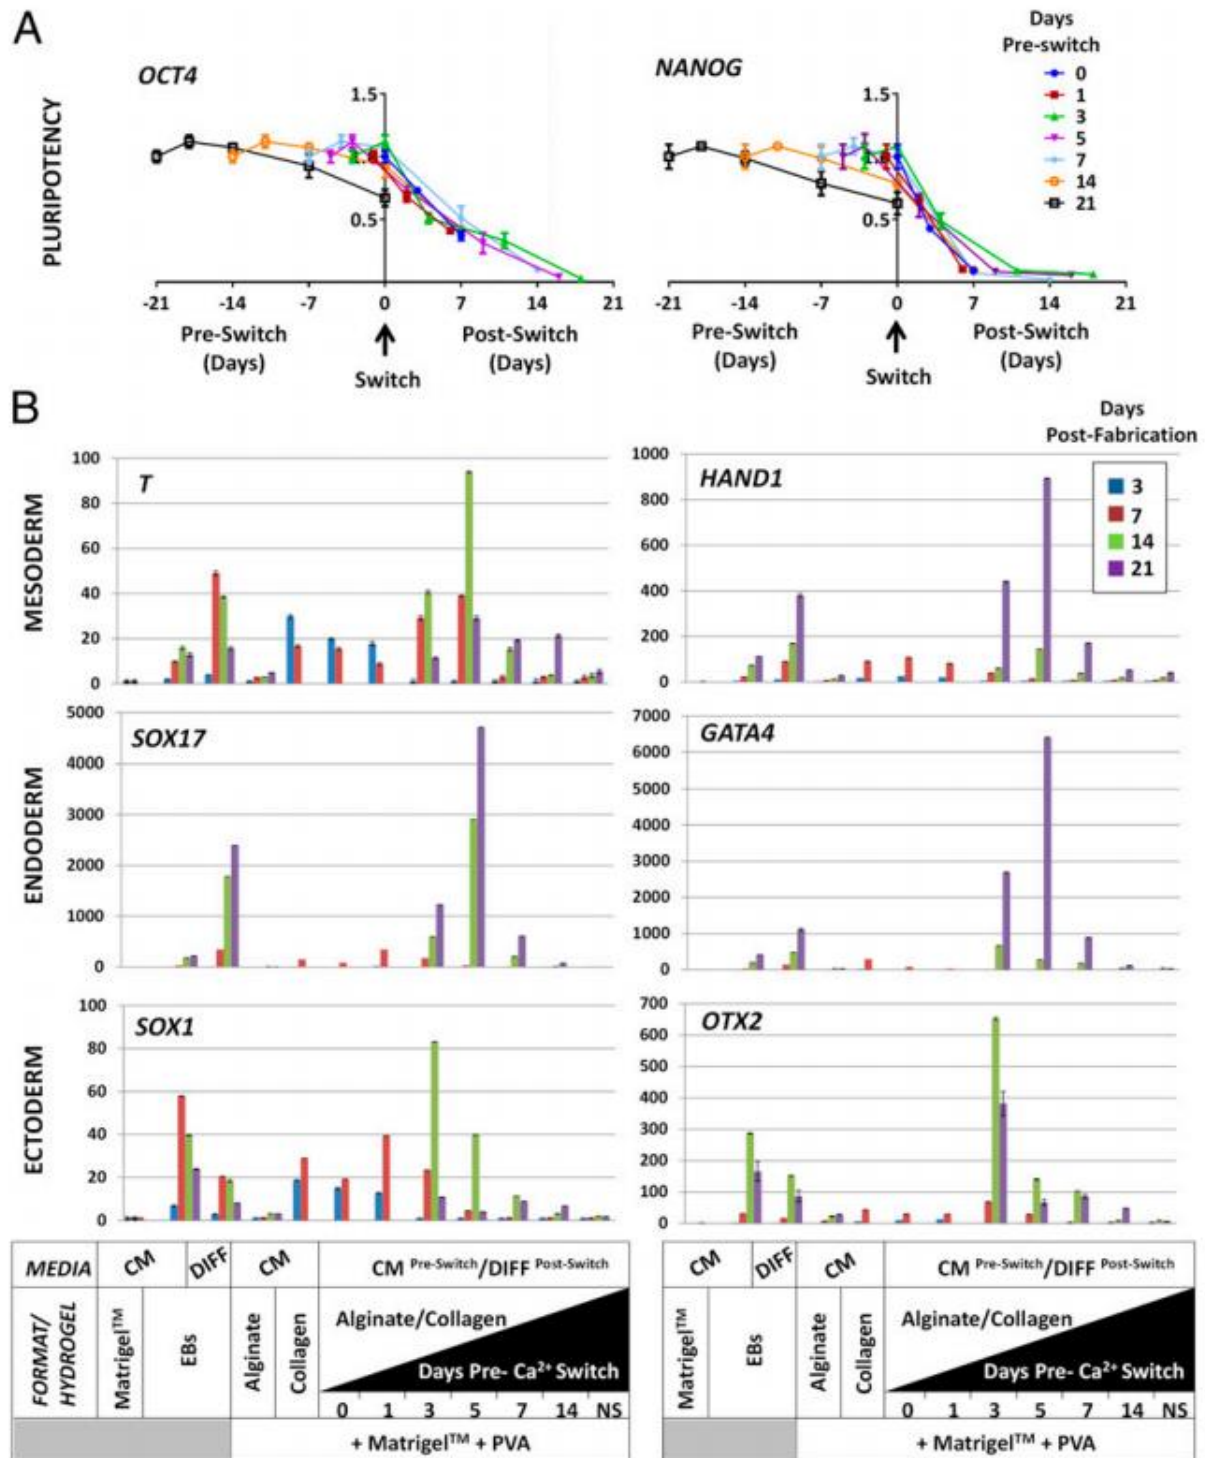 A
Days
Pre-switch
0
1
3
5
7
14
21
PLURIPOTENCY
OCT4
1.5
1
0.5
-21 -14 -7 0 7 14 21
Pre-Switch
(Days)
Switch
Post-Switch
(Days)
NANOG
1.5
1
0.5
-21 -14 -7 0 7 14 21
Pre-Switch
(Days)
Switch
Post-Switch
(Days)
B
Days
Post-Fabrication
3
7
14
21
MESODERM
T
100
80
60
40
20
0
HAND1
1000
800
600
400
200
0
ENDODERM
SOX17
5000
4000
3000
2000
1000
0
GATA4
7000
6000
5000
4000
3000
2000
1000
0
ECTODERM
SOX1
100
80
60
40
20
0
OTX2
700
600
500
400
300
200
100
0
MEDIA CM DIFF CM CM Pre-Switch/DIFF Post-Switch
FORMAT/
HYDROGEL
Matrigel™ EBs Alginate Collagen
Alginate/Collagen
Days Pre- Ca2+ Switch
0 1 3 5 7 14 NS
+ Matrigel™ + PVA
CM DIFF CM CM Pre-Switch/DIFF Post-Switch
Matrigel™ EBs Alginate Collagen
Alginate/Collagen
Days Pre- Ca2+ Switch
0 1 3 5 7 14 NS
+ Matrigel™ + PVA